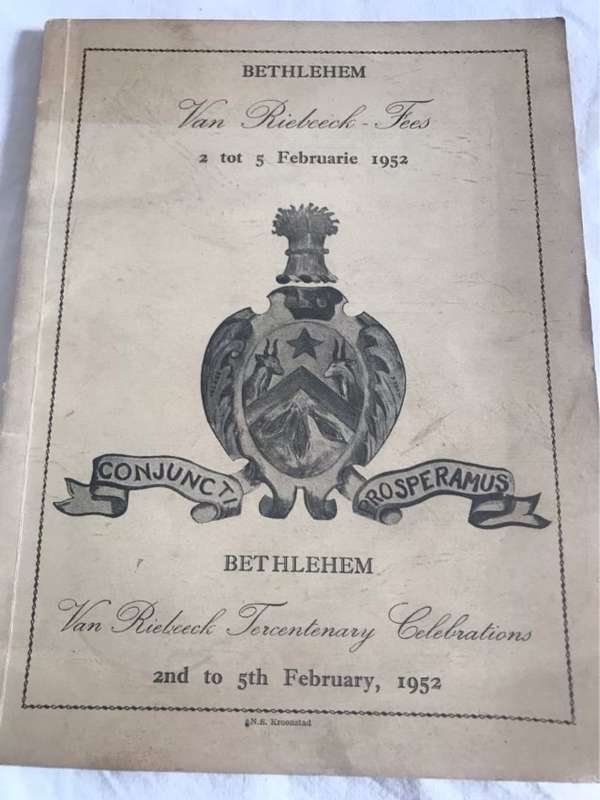 BETHLEHEM
Van Riebeeck - Fees
2 tot 5 Februarie 1952
CONJUNCTI PROSPERAMUS
BETHLEHEM
Van Riebeeck Tercentenary Celebrations
2nd to 5th February, 1952
N.S. Kroonstad